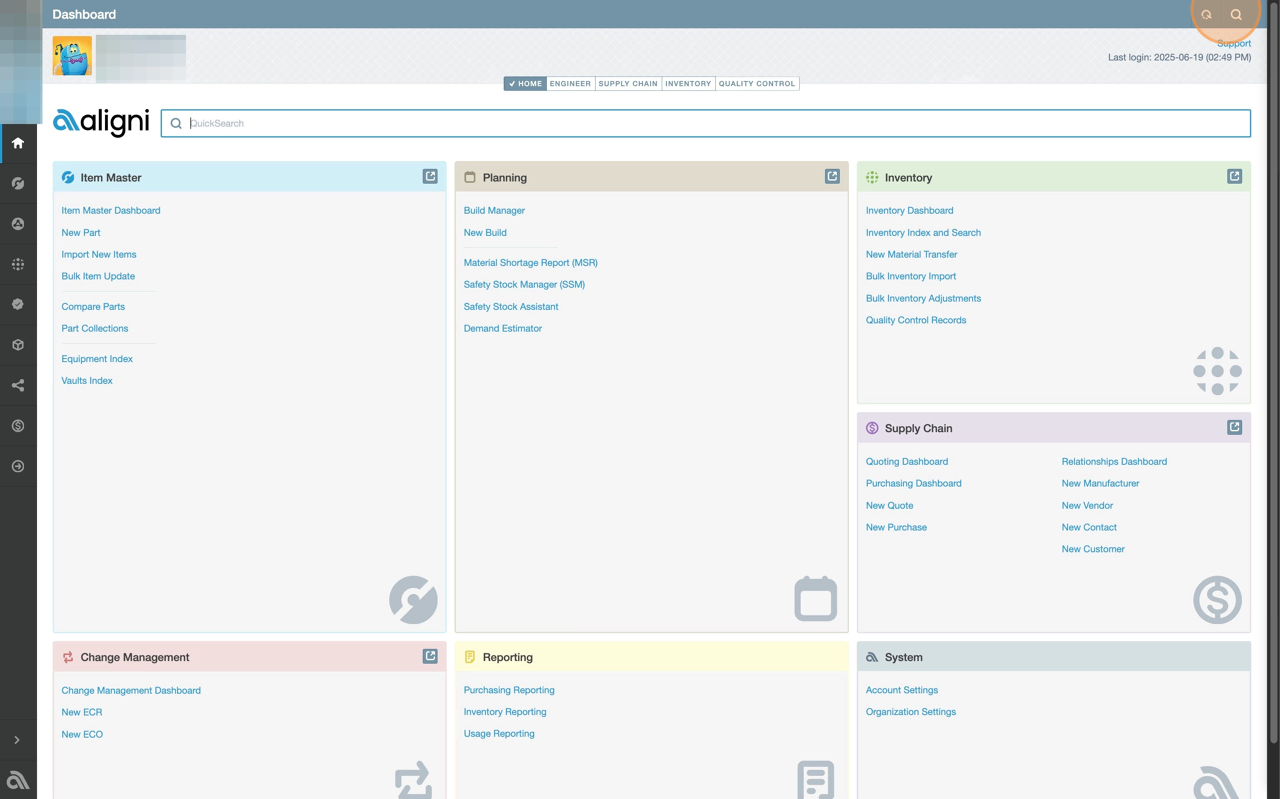 Dashboard
Support
Last login: 2025-06-19 (02:49 PM)
HOME ENGINEER SUPPLY CHAIN INVENTORY QUALITY CONTROL
aligni QuickSearch
Item Master
Item Master Dashboard
New Part
Import New Items
Bulk Item Update
Compare Parts
Part Collections
Equipment Index
Vaults Index
Planning
Build Manager
New Build
Material Shortage Report (MSR)
Safety Stock Manager (SSM)
Safety Stock Assistant
Demand Estimator
Inventory
Inventory Dashboard
Inventory Index and Search
New Material Transfer
Bulk Inventory Import
Bulk Inventory Adjustments
Quality Control Records
Supply Chain
Quoting Dashboard
Purchasing Dashboard
New Quote
New Purchase
Relationships Dashboard
New Manufacturer
New Vendor
New Contact
New Customer
Change Management
Change Management Dashboard
New ECR
New ECO
Reporting
Purchasing Reporting
Inventory Reporting
Usage Reporting
System
Account Settings
Organization Settings